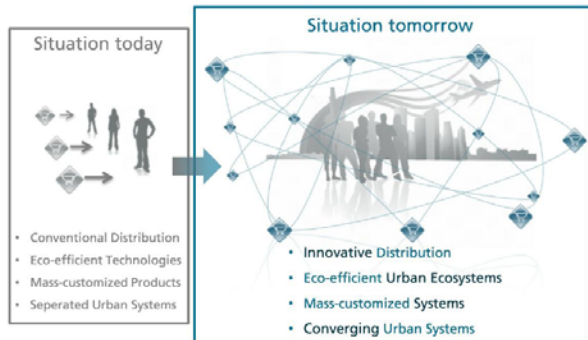 Situation today
• Conventional Distribution
• Eco-efficient Technologies
• Mass-customized Products
• Seperated Urban Systems
Situation tomorrow
• Innovative Distribution
• Eco-efficient Urban Ecosystems
• Mass-customized Systems
• Converging Urban Systems